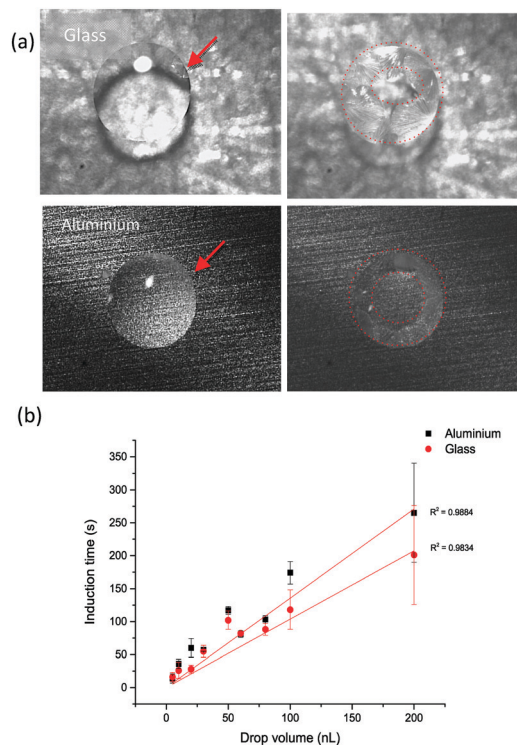 (a)
Glass
Aluminium
(b)
Aluminium
Glass
350
300
250
200
150
100
50
0
R² = 0.9884
R² = 0.9834
Induction time (s)
0
50
100
150
200
Drop volume (nL)